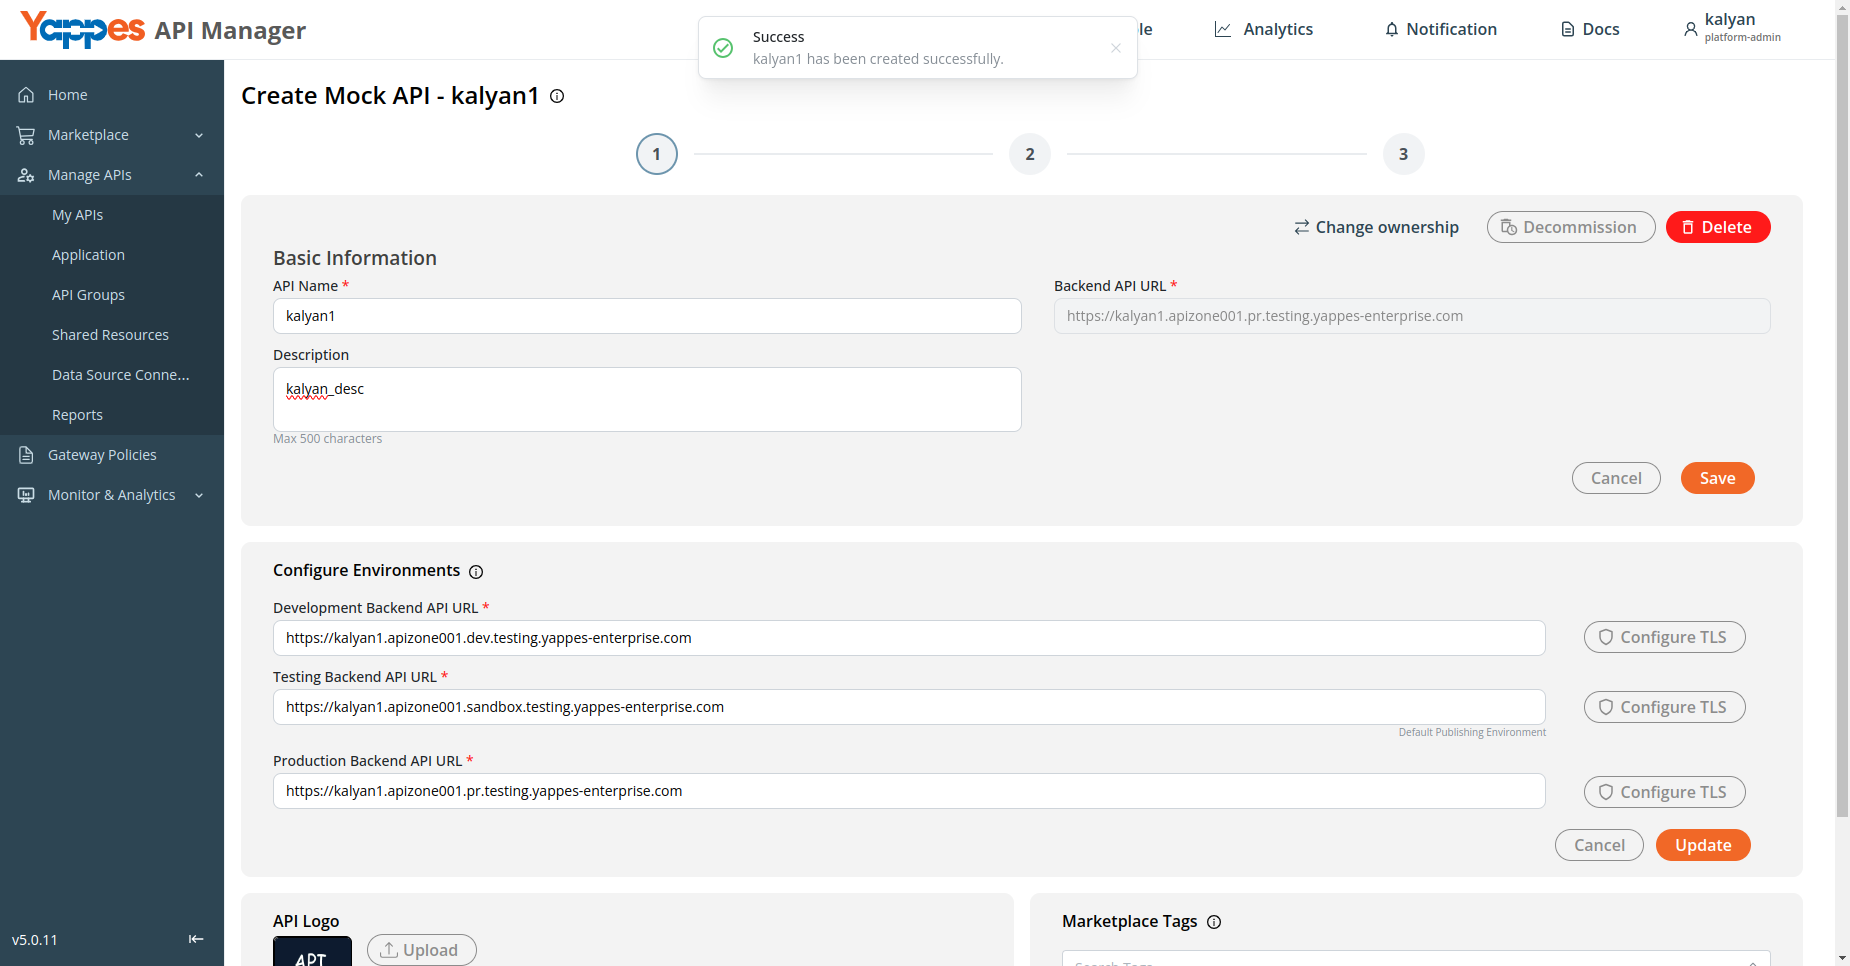 Yappes API Manager
Success
kalyan1 has been created successfully.
Analytics
Notification
Docs
kalyan
platform-admin
Home
Marketplace
Manage APIs
My APIs
Application
API Groups
Shared Resources
Data Source Conne...
Reports
Gateway Policies
Monitor & Analytics
v5.0.11
Create Mock API - kalyan1
1
2
3
Change ownership
Decommission
Delete
Basic Information
API Name *
kalyan1
Backend API URL *
https://kalyan1.apizone001.pr.testing.yappes-enterprise.com
Description
kalyan_desc
Max 500 characters
Cancel
Save
Configure Environments
Development Backend API URL *
https://kalyan1.apizone001.dev.testing.yappes-enterprise.com
Configure TLS
Testing Backend API URL *
https://kalyan1.apizone001.sandbox.testing.yappes-enterprise.com
Configure TLS
Default Publishing Environment
Production Backend API URL *
https://kalyan1.apizone001.pr.testing.yappes-enterprise.com
Configure TLS
Cancel
Update
API Logo
API
Upload
Marketplace Tags
Search Tags